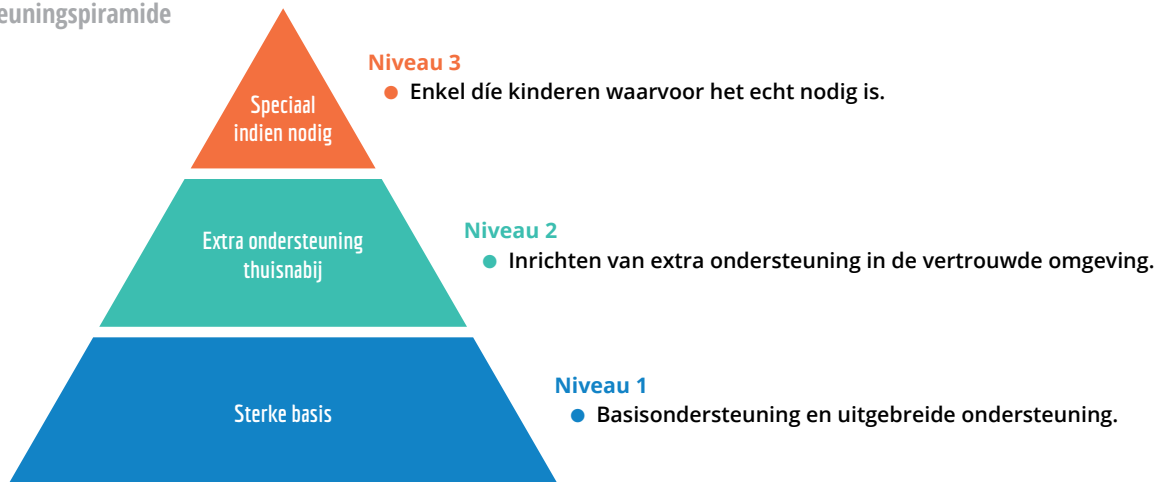 euningspiramide
Niveau 3
Enkel díe kinderen waarvoor het echt nodig is.
Speciaal
indien nodig
Niveau 2
Inrichten van extra ondersteuning in de vertrouwde omgeving.
Extra ondersteuning
thuisnabij
Niveau 1
Basisondersteuning en uitgebreide ondersteuning.
Sterke basis